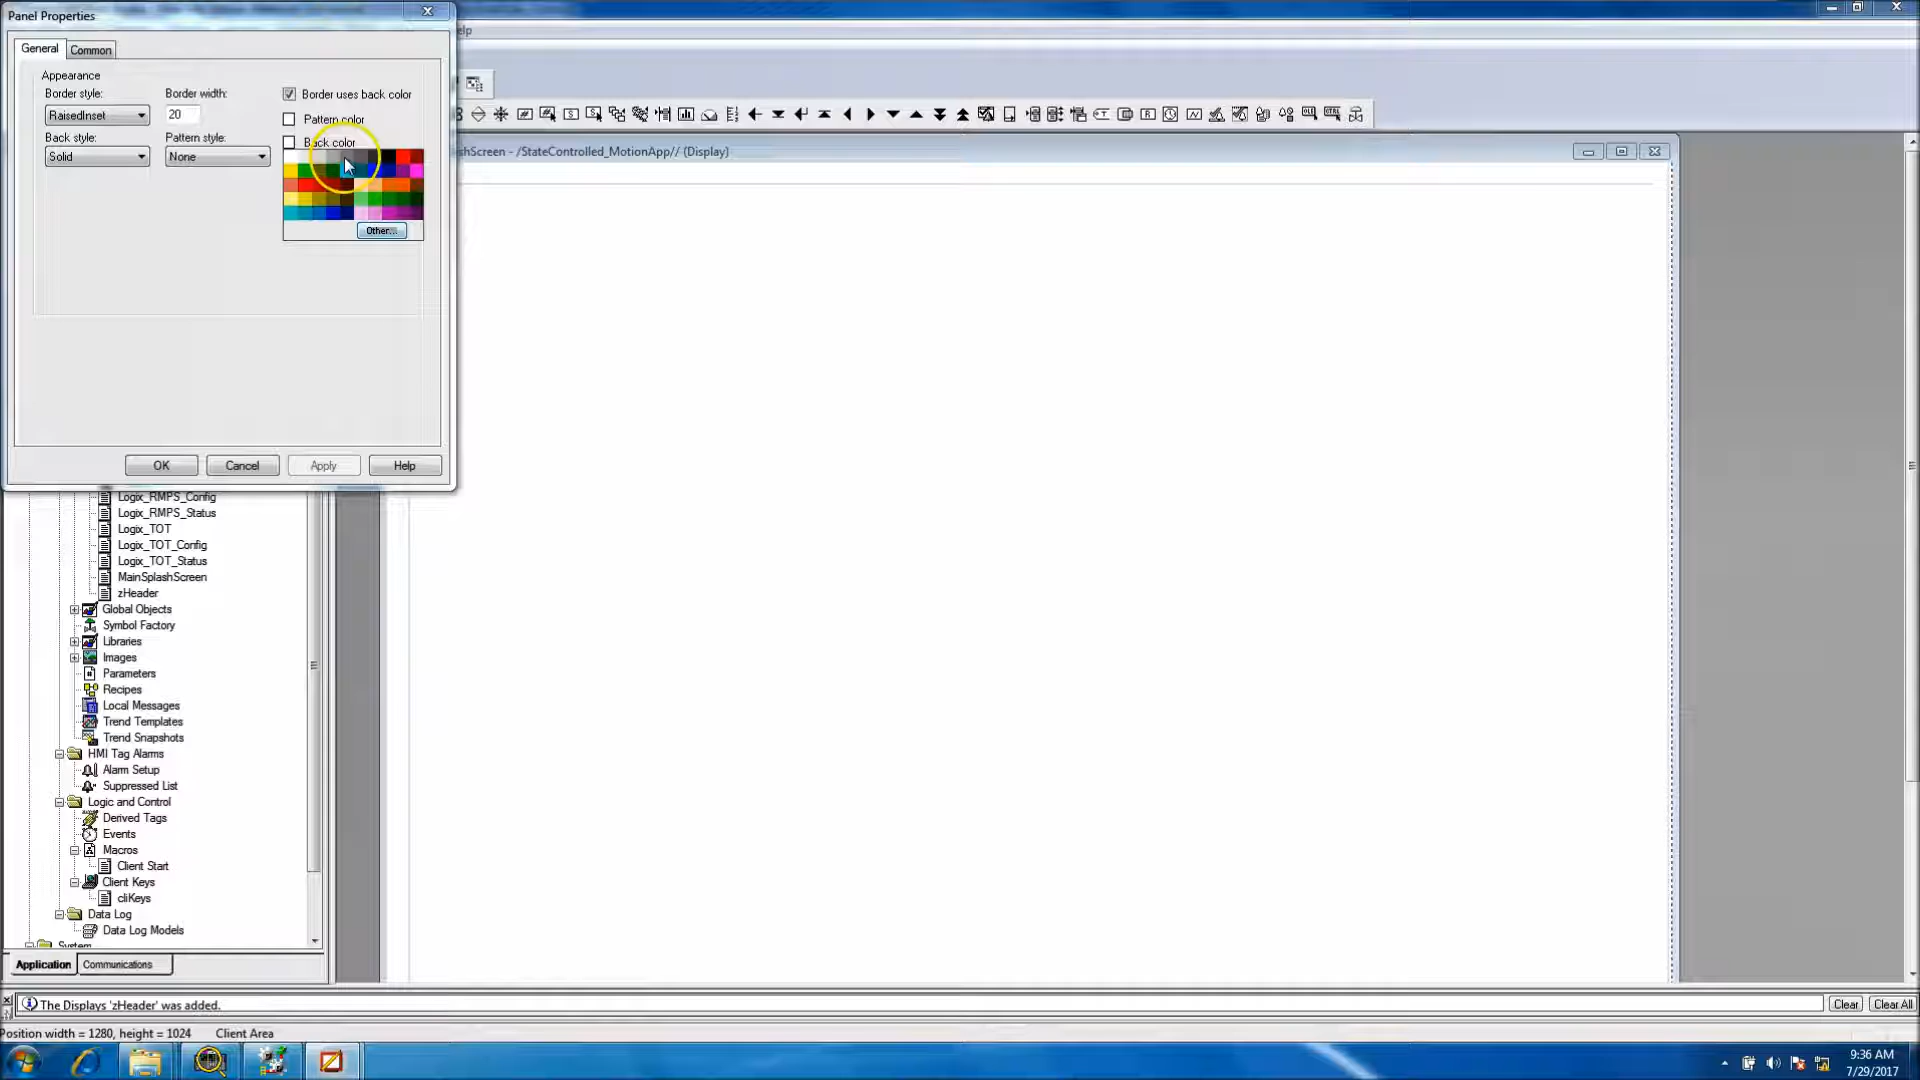 Panel Properties
elp
General
Common
Appearance
Border style:
Border width:
Border uses back color
RaisedInset
20
Pattern color
Back style:
Pattern style:
Back color
Solid
None
shScreen - /StateControlled_MotionApp// (Display)
Other...
OK
Cancel
Apply
Help
Logix_RMPS_Config
Logix_RMPS_Status
Logix_TOT
Logix_TOT_Config
Logix_TOT_Status
MainSplashScreen
zHeader
Global Objects
Symbol Factory
Libraries
Images
Parameters
Recipes
Local Messages
Trend Templates
Trend Snapshots
HMI Tag Alarms
Alarm Setup
Suppressed List
Logic and Control
Derived Tags
Events
Macros
Client Start
Client Keys
cliKeys
Data Log
Data Log Models
System
Application
Communications
The Displays 'zHeader' was added.
Clear
Clear All
Position width = 1280, height = 1024
Client Area
9:36 AM
7/29/2017